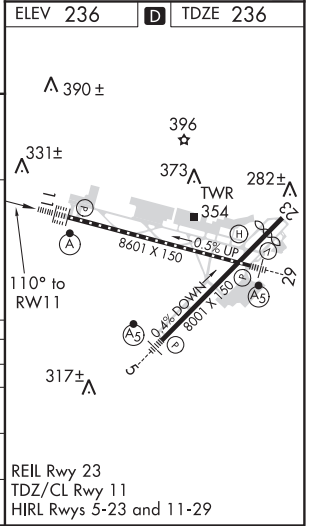 ELEV 236 D TDZE 236
390 ±
396
331±
373
282±
TWR
354
11
P
23
H
A
8601 X 150
0.5% UP
V
P
29
110° to
RW11
A5
A5
0.4% DOWN
8001 X 150
5
P
317±
REIL Rwy 23
TDZ/CL Rwy 11
HIRL Rwys 5-23 and 11-29